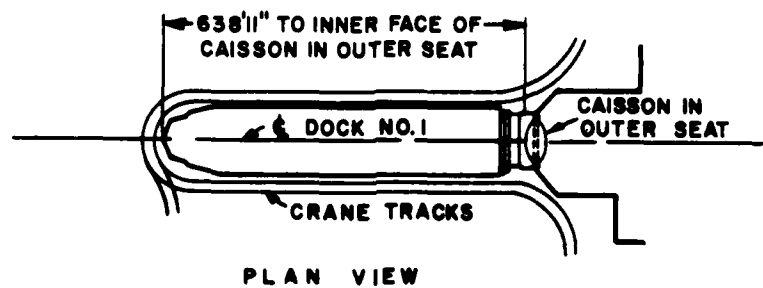 638'11" TO INNER FACE OF
CAISSON IN OUTER SEAT
CAISSON IN
OUTER SEAT
℄ DOCK NO. 1
CRANE TRACKS
PLAN VIEW